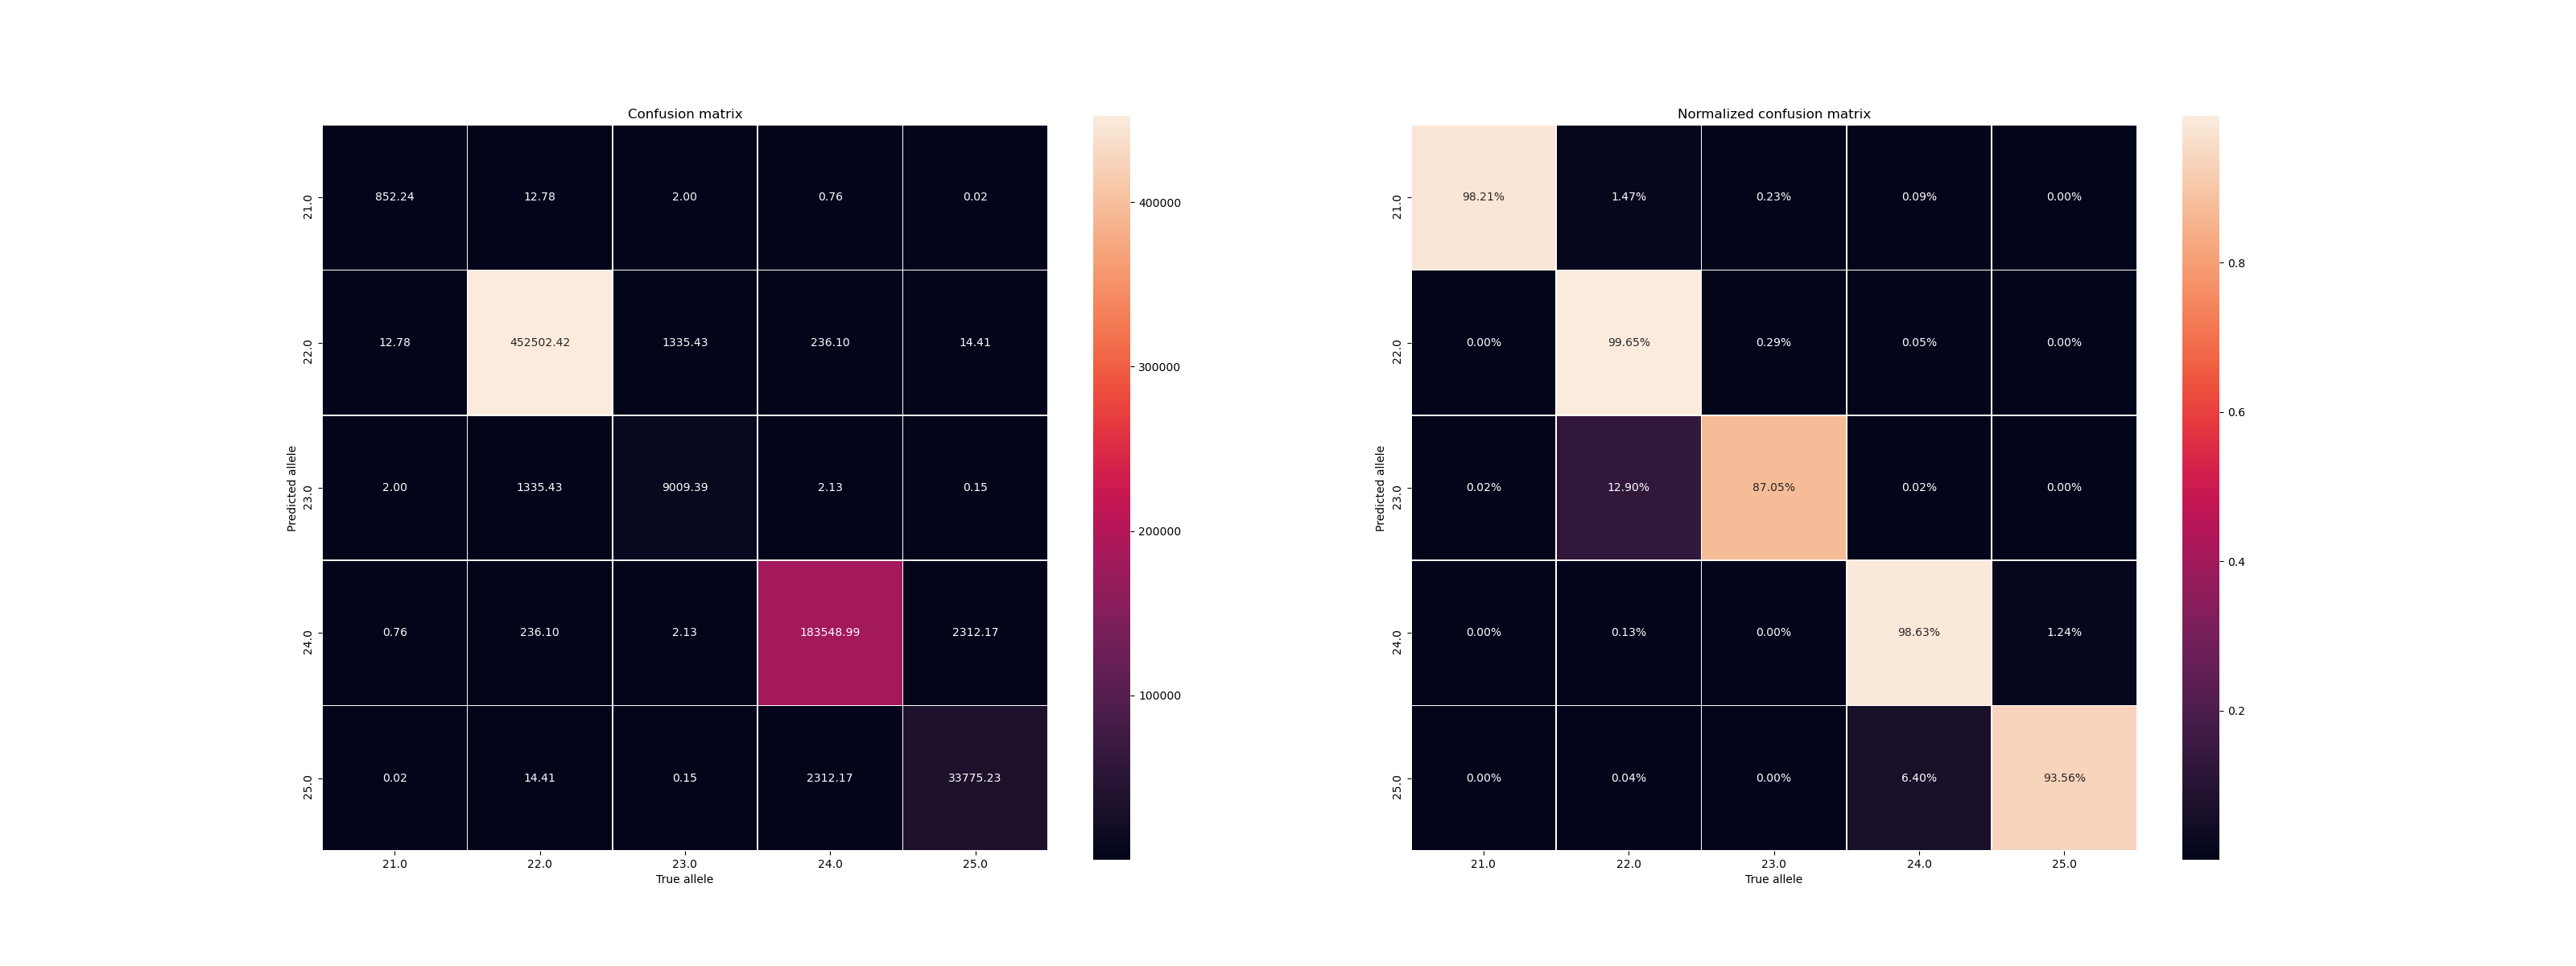 Confusion matrix
21.0 852.24 12.78 2.00 0.76 0.02
22.0 12.78 452502.42 1335.43 236.10 14.41
23.0 2.00 1335.43 9009.39 2.13 0.15
24.0 0.76 236.10 2.13 183548.99 2312.17
25.0 0.02 14.41 0.15 2312.17 33775.23
21.0 22.0 23.0 24.0 25.0
True allele
Predicted allele
400000
300000
200000
100000
Normalized confusion matrix
21.0 98.21% 1.47% 0.23% 0.09% 0.00%
22.0 0.00% 99.65% 0.29% 0.05% 0.00%
23.0 0.02% 12.90% 87.05% 0.02% 0.00%
24.0 0.00% 0.13% 0.00% 98.63% 1.24%
25.0 0.00% 0.04% 0.00% 6.40% 93.56%
21.0 22.0 23.0 24.0 25.0
True allele
Predicted allele
0.8
0.6
0.4
0.2